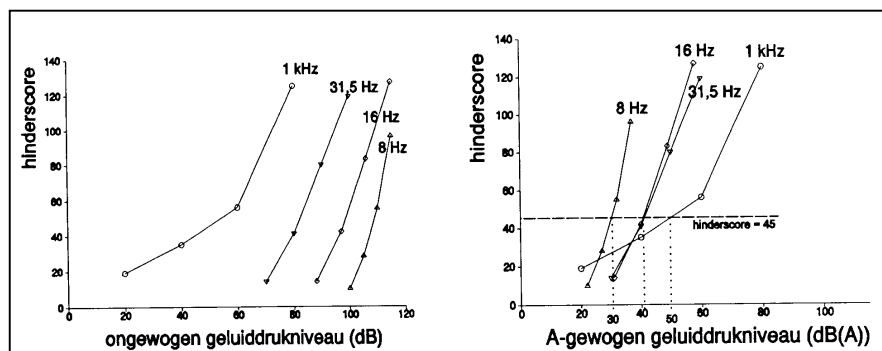 hinderscore
140
120
100
80
60
40
20
0
1 kHz
31,5 Hz
16 Hz
8 Hz
0 20 40 60 80 100 120
ongewogen geluiddrukniveau (dB)
hinderscore
140
120
100
80
60
40
20
0
16 Hz
1 kHz
31,5 Hz
8 Hz
hinderscore = 45
0 20 30 40 50 60 80 100
A-gewogen geluiddrukniveau (dB(A))